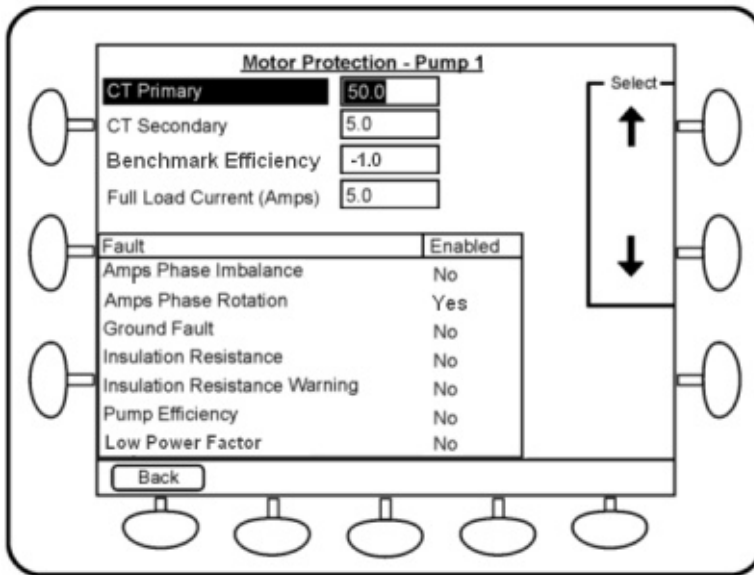 Motor Protection - Pump 1
CT Primary 50.0
Select
CT Secondary 5.0
Benchmark Efficiency -1.0
Full Load Current (Amps) 5.0
Fault Enabled
Amps Phase Imbalance No
Amps Phase Rotation Yes
Ground Fault No
Insulation Resistance No
Insulation Resistance Warning No
Pump Efficiency No
Low Power Factor No
Back